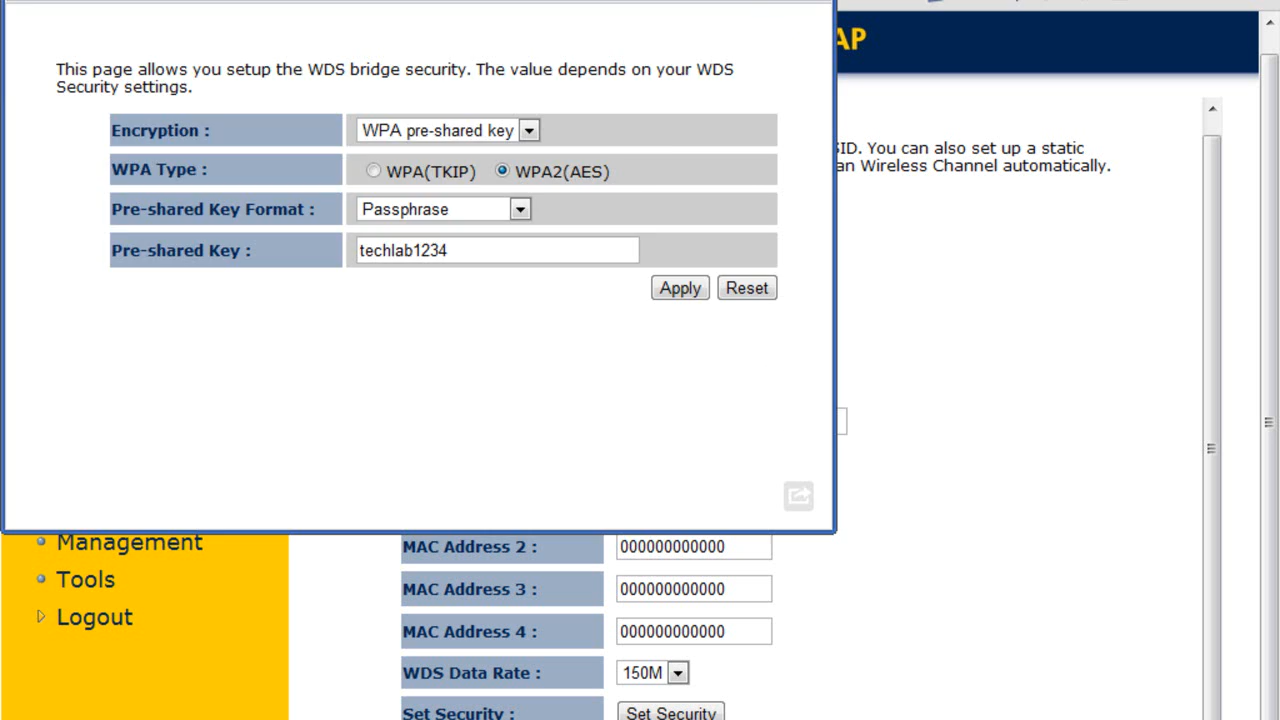 AP
This page allows you setup the WDS bridge security. The value depends on your WDS
Security settings.
Encryption : WPA pre-shared key
WPA Type : WPA(TKIP) WPA2(AES)
Pre-shared Key Format : Passphrase
Pre-shared Key : techlab1234
Apply Reset
SID. You can also set up a static
an Wireless Channel automatically.
Management
Tools
Logout
MAC Address 2 : 000000000000
MAC Address 3 : 000000000000
MAC Address 4 : 000000000000
WDS Data Rate : 150M
Set Security : Set Security